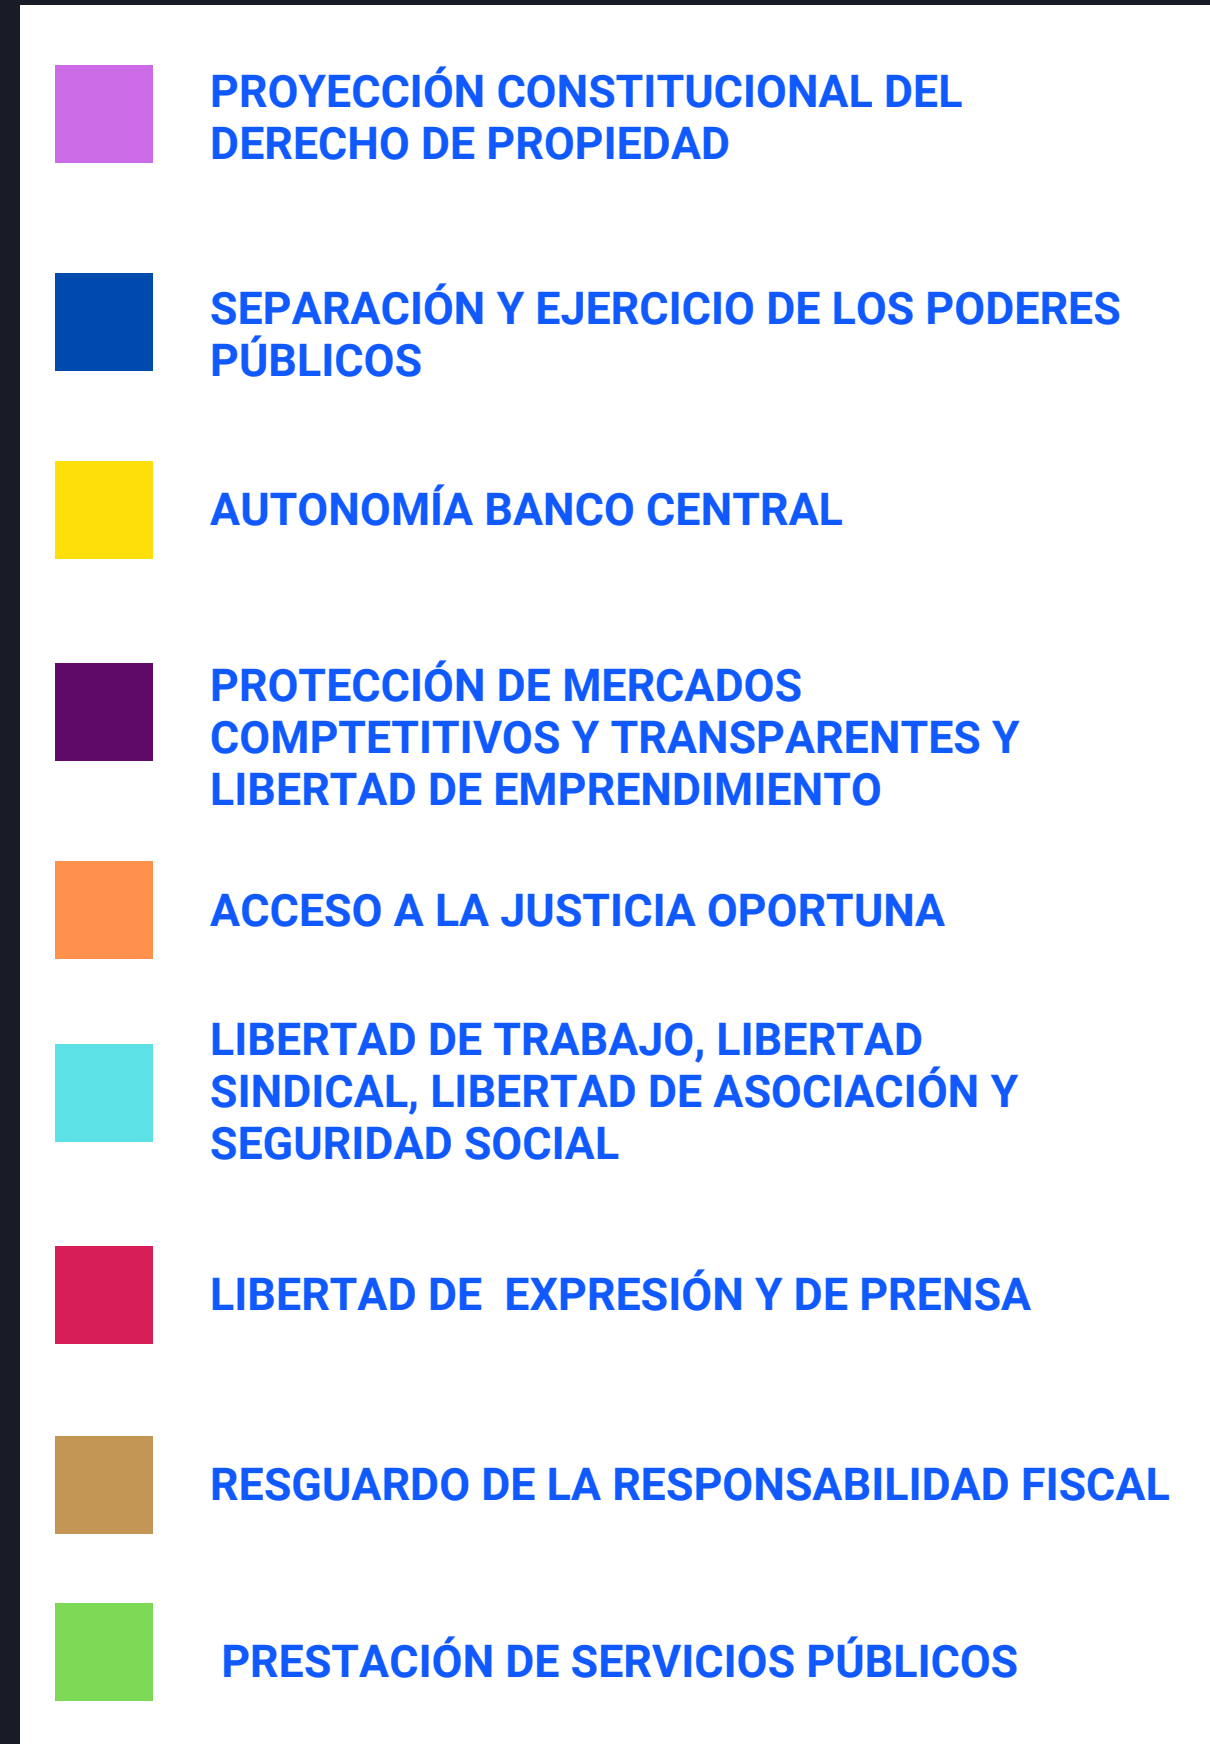 PROYECCIÓN CONSTITUCIONAL DEL
DERECHO DE PROPIEDAD
SEPARACIÓN Y EJERCICIO DE LOS PODERES
PÚBLICOS
AUTONOMÍA BANCO CENTRAL
PROTECCIÓN DE MERCADOS
COMPTETITIVOS Y TRANSPARENTES Y
LIBERTAD DE EMPRENDIMIENTO
ACCESO A LA JUSTICIA OPORTUNA
LIBERTAD DE TRABAJO, LIBERTAD
SINDICAL, LIBERTAD DE ASOCIACIÓN Y
SEGURIDAD SOCIAL
LIBERTAD DE  EXPRESIÓN Y DE PRENSA
RESGUARDO DE LA RESPONSABILIDAD FISCAL
PRESTACIÓN DE SERVICIOS PÚBLICOS